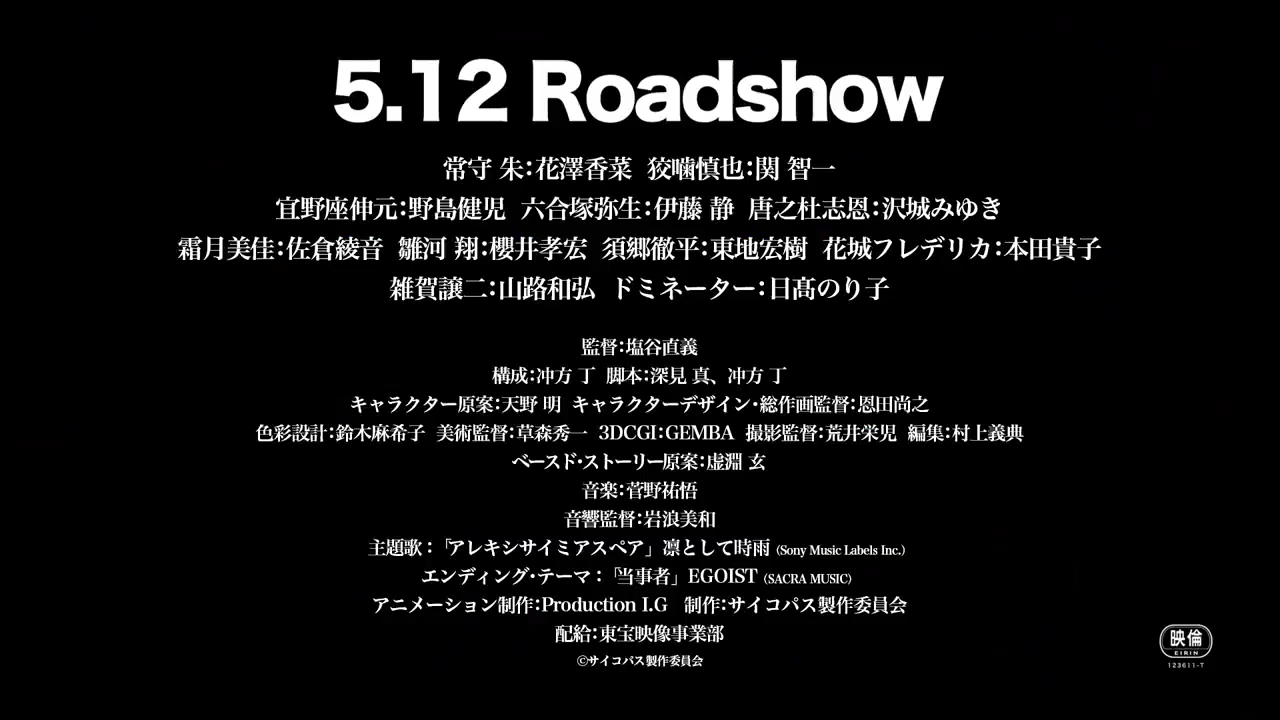 5.12 Roadshow
常守 朱：花澤香菜　狡噛慎也：関 智一
宜野座伸元：野島健児　六合塚弥生：伊藤 静　唐之杜志恩：沢城みゆき
霜月美佳：佐倉綾音　雛河 翔：櫻井孝宏　須郷徹平：東地宏樹　花城フレデリカ：本田貴子
雑賀譲二：山路和弘　ドミネーター：日髙のり子
監督：塩谷直義
構成：冲方 丁　脚本：深見 真、冲方 丁
キャラクター原案：天野 明　キャラクターデザイン・総作画監督：恩田尚之
色彩設計：鈴木麻希子　美術監督：草森秀一　3DCGI：GEMBA　撮影監督：荒井栄児　編集：村上義典
ベースド・ストーリー原案：虚淵 玄
音楽：菅野祐悟
音響監督：岩浪美和
主題歌：「アレキシサイミアスペア」凛として時雨（Sony Music Labels Inc.）
エンディング・テーマ：「当事者」EGOIST（SACRA MUSIC）
アニメーション制作：Production I.G　制作：サイコパス製作委員会
配給：東宝映像事業部
©サイコパス製作委員会
映倫
EIRIN
123611-T